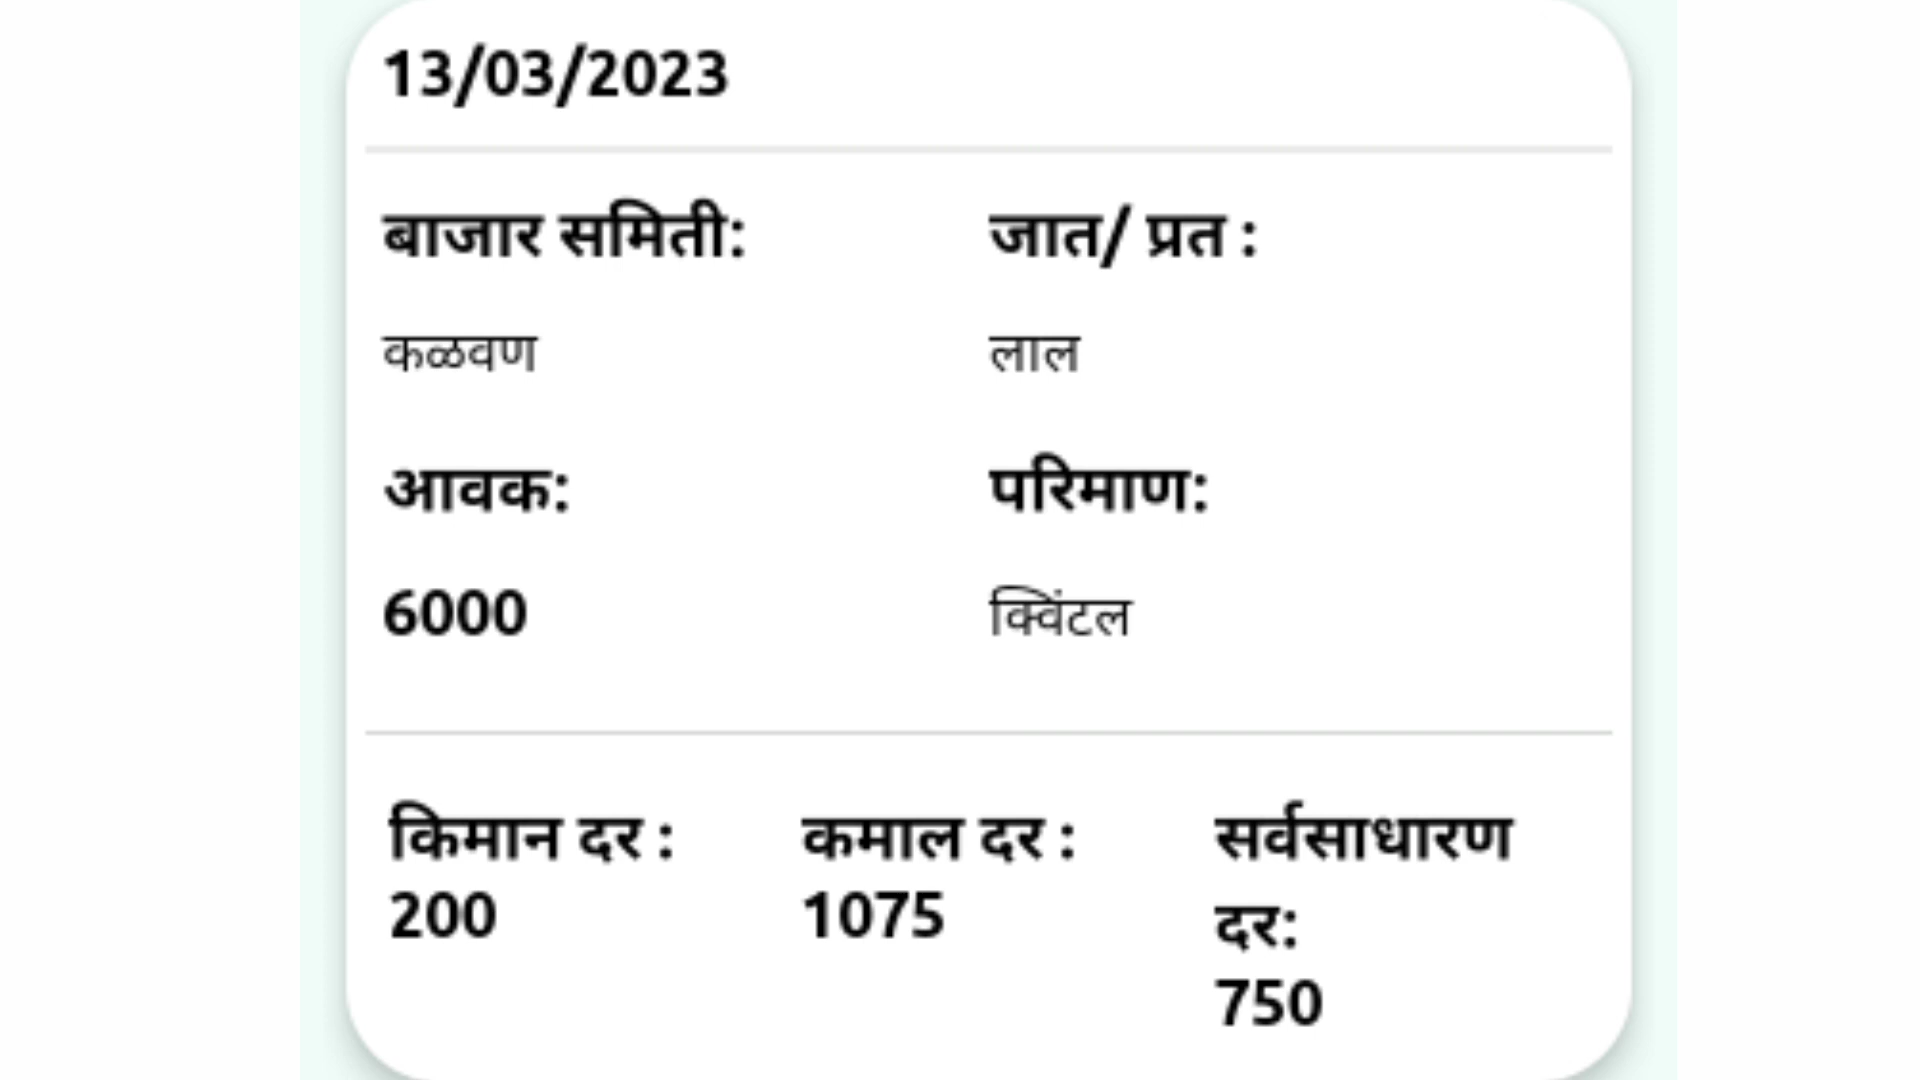 13/03/2023
बाजार समिती: जात/ प्रत :
कळवण लाल
आवक: परिमाण:
6000 क्विंटल
किमान दर : कमाल दर : सर्वसाधारण
200 1075 दर:
750